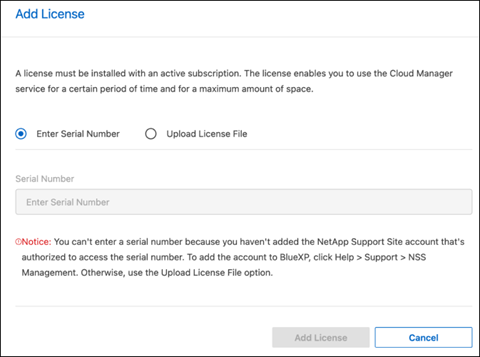 Add License
A license must be installed with an active subscription. The license enables you to use the Cloud Manager
service for a certain period of time and for a maximum amount of space.
Enter Serial Number Upload License File
Serial Number
Enter Serial Number
Notice: You can't enter a serial number because you haven't added the NetApp Support Site account that's
authorized to access the serial number. To add the account to BlueXP, click Help > Support > NSS
Management. Otherwise, use the Upload License File option.
Add License Cancel